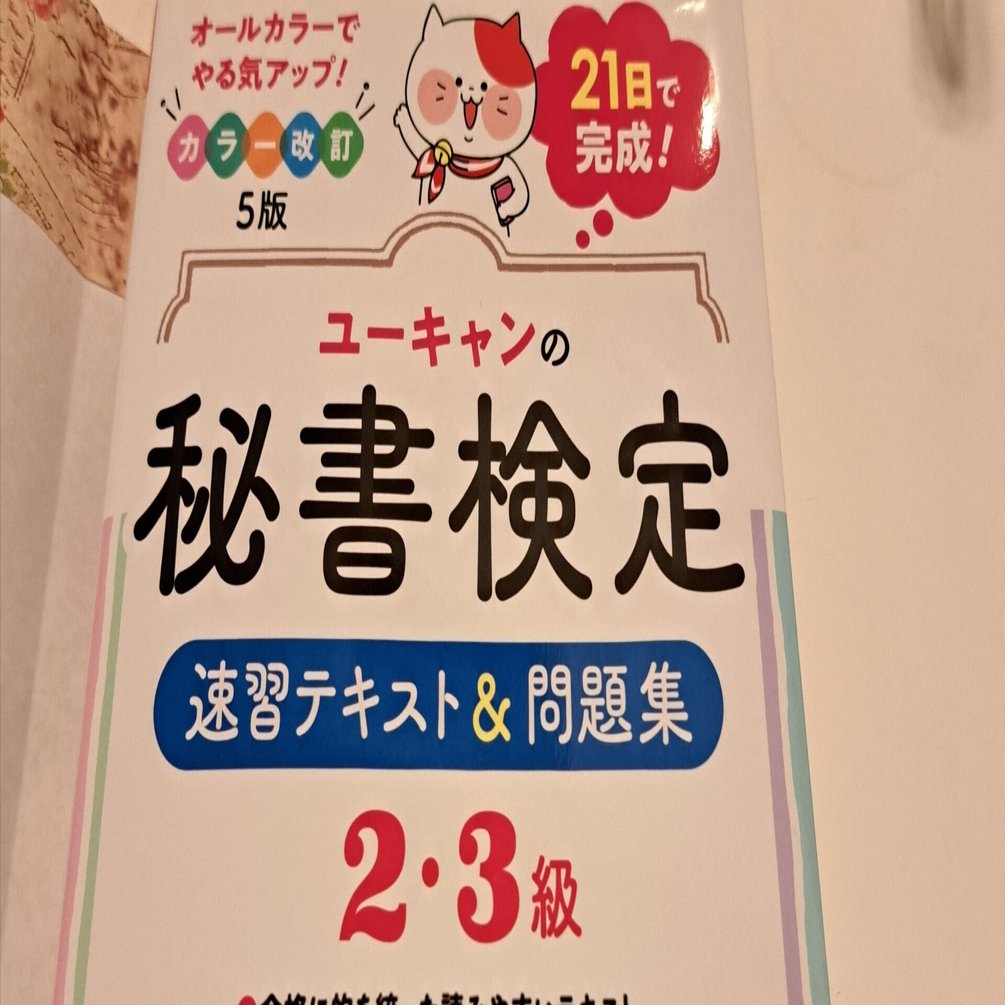 オールカラーで
やる気アップ!
カラー改訂
5版
21日で
完成!
ユーキャンの
秘書検定
速習テキスト&問題集
2・3級